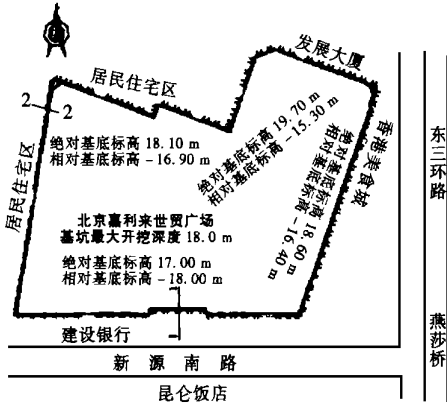 发展大厦
居民住宅区
2
2
绝对基底标高 19.70 m
相对基底标高 -15.30 m
绝对基底标高 18.10 m
相对基底标高 -16.90 m
香港美食城
绝对基底标高 18.60 m
相对基底标高 -16.40 m
居民住宅区
东三环路
北京嘉利来世贸广场
基坑最大开挖深度 18.0 m
绝对基底标高 17.00 m
相对基底标高 -18.00 m
1
建设银行
燕莎桥
新源南路
昆仑饭店